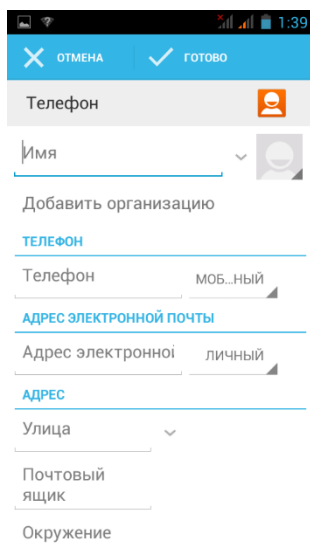 1:39
ОТМЕНА ГОТОВО
Телефон
Имя
Добавить организацию
ТЕЛЕФОН
Телефон МОБ...НЫЙ
АДРЕС ЭЛЕКТРОННОЙ ПОЧТЫ
Адрес электронної ЛИЧНЫЙ
АДРЕС
Улица
Почтовый
ящик
Окружение